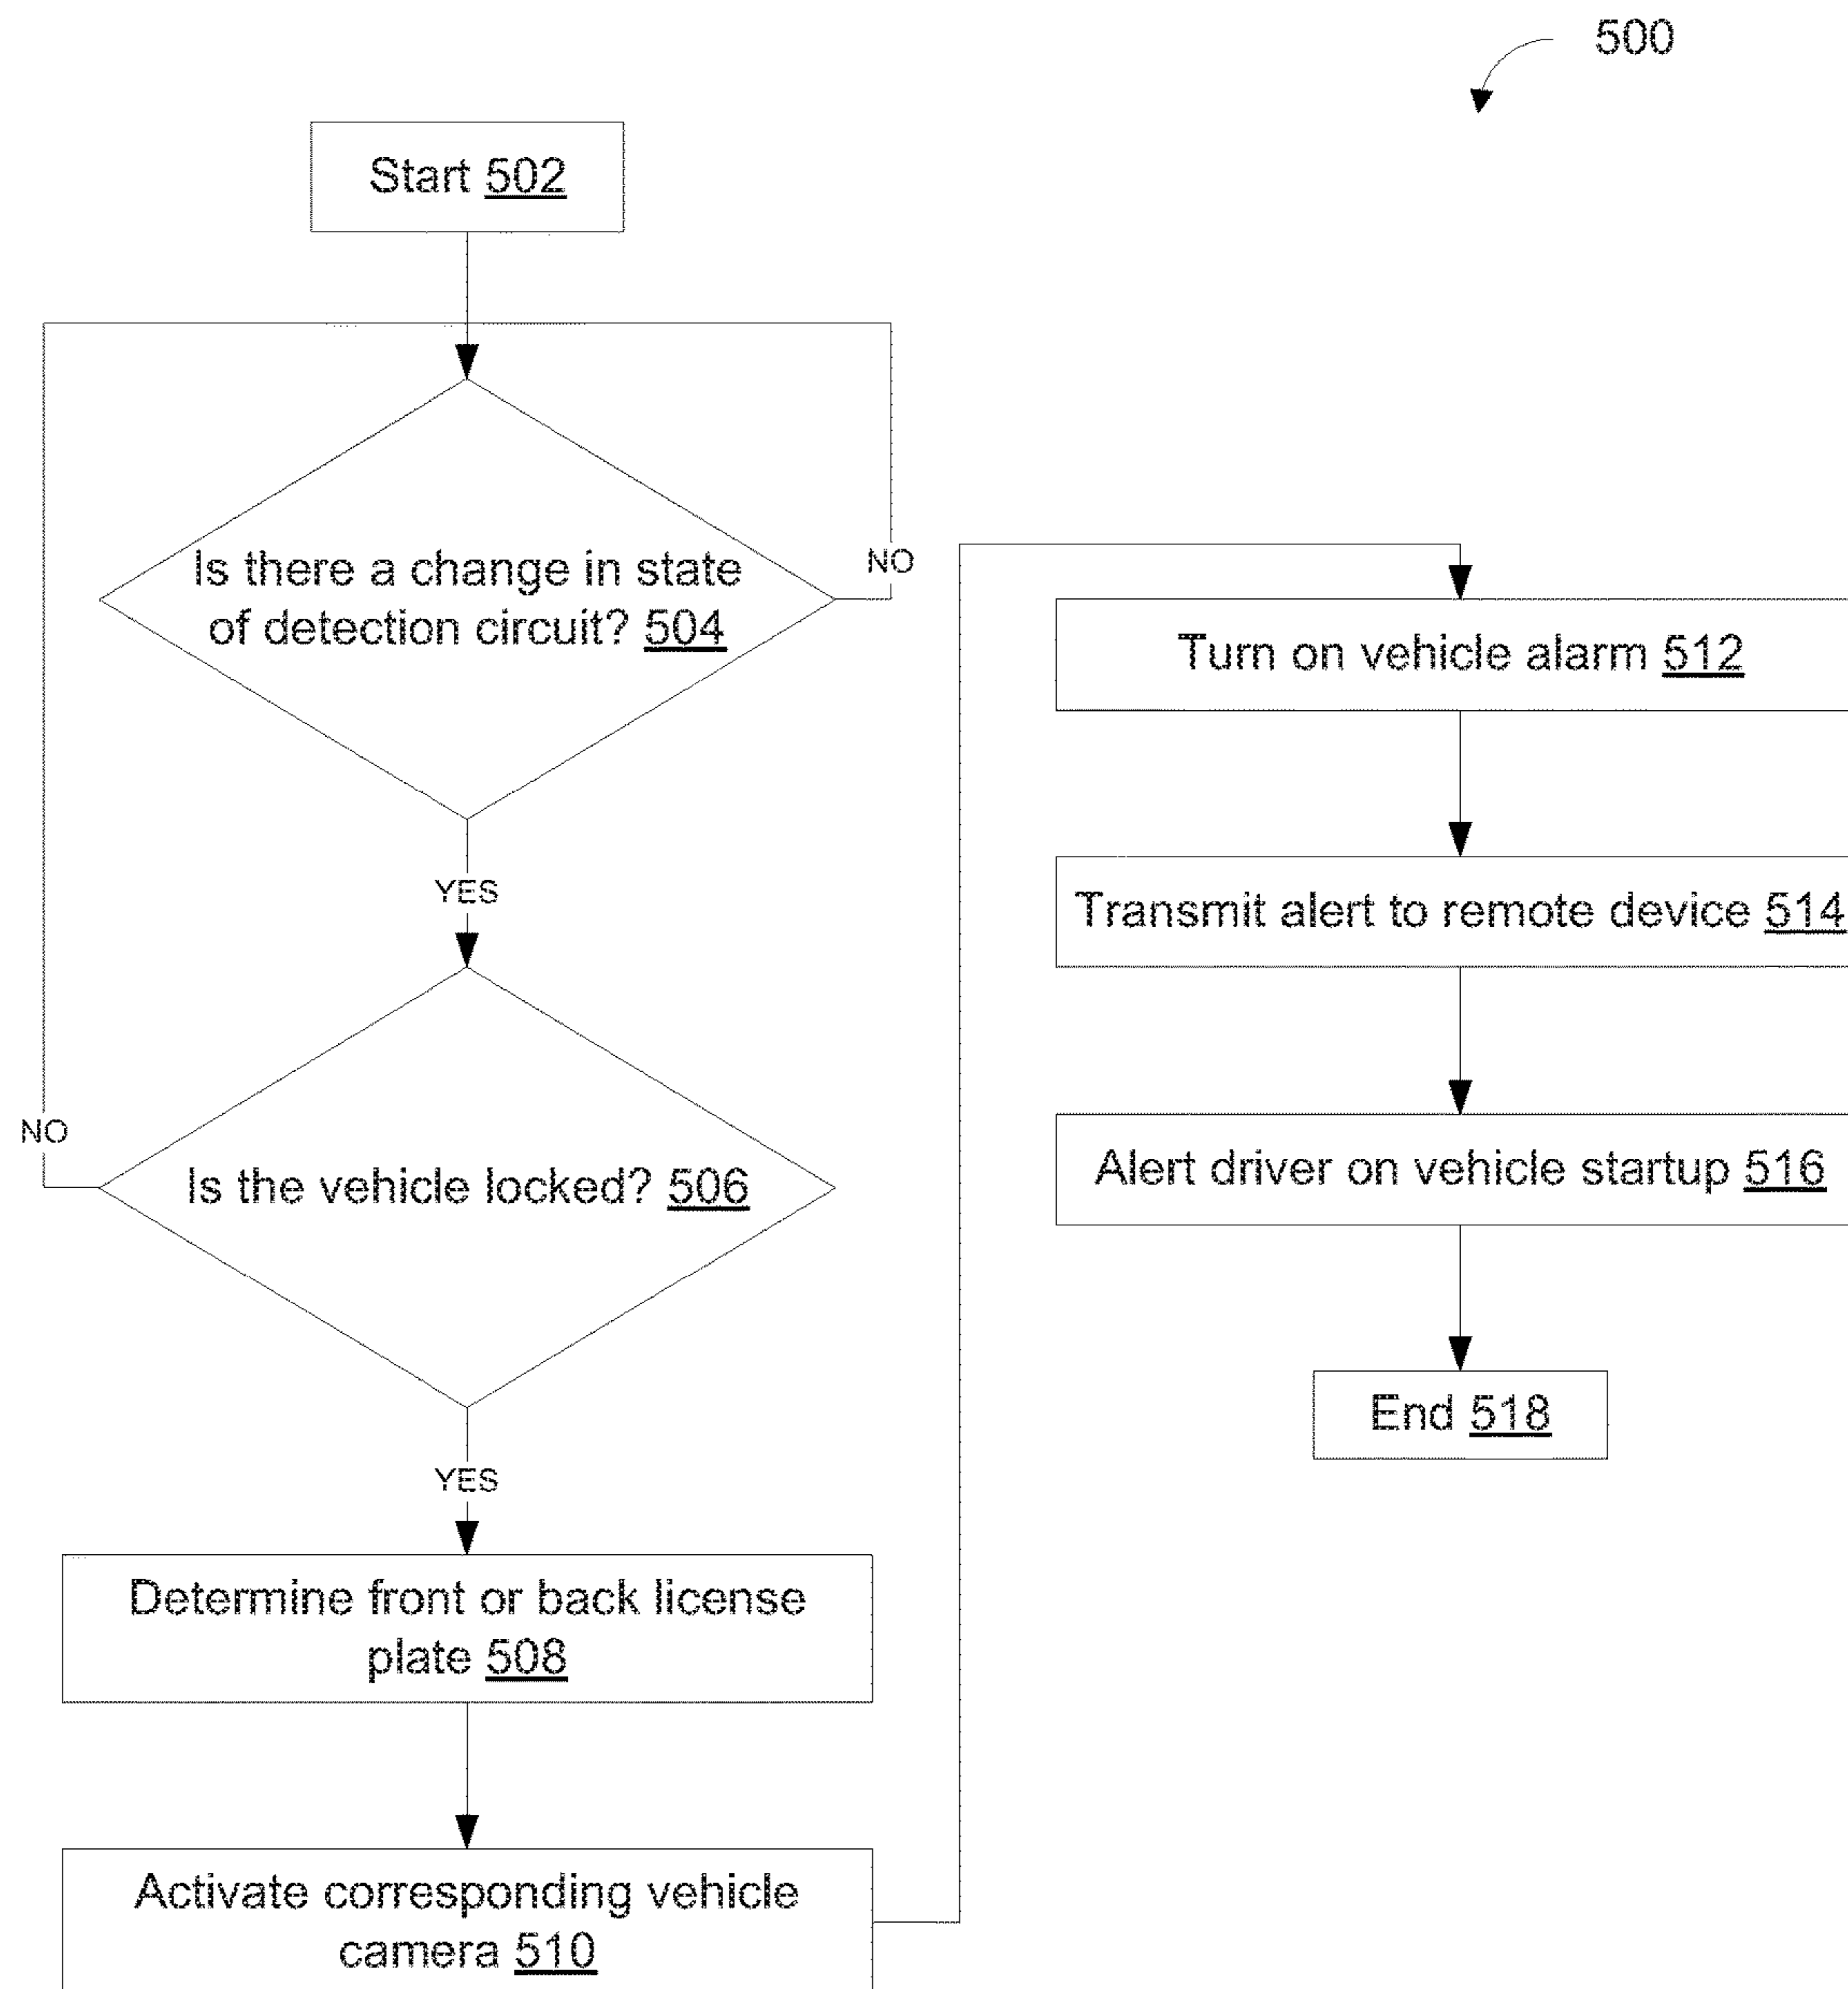 500
Start 502
Is there a change in state
of detection circuit? 504
NO
YES
Is the vehicle locked? 506
NO
YES
Determine front or back license
plate 508
Activate corresponding vehicle
camera 510
Turn on vehicle alarm 512
Transmit alert to remote device 514
Alert driver on vehicle startup 516
End 518